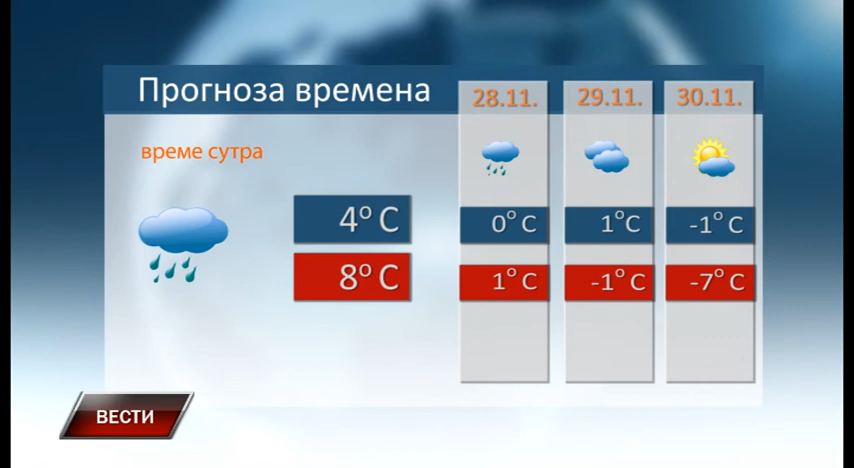 Прогноза времена
време сутра
4° C
8° C
28.11.
0° C
1° C
29.11.
1°C
-1° C
30.11.
-1° C
-7° C
ВЕСТИ